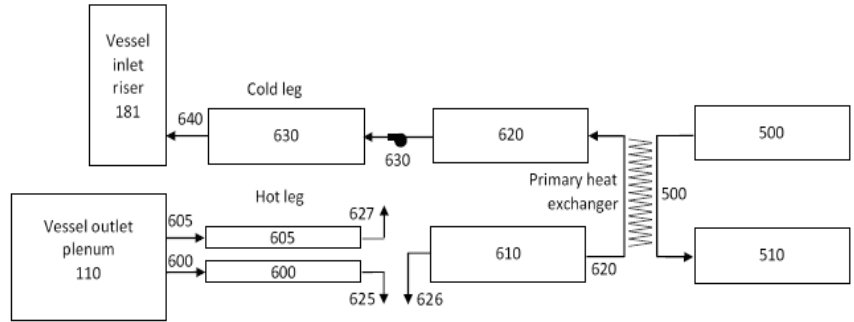 Vessel
inlet
riser
181
640
Cold leg
630
630
620
500
Primary heat
exchanger
500
Hot leg
Vessel outlet
plenum
110
605
605
627
600
600
625
626
610
620
510